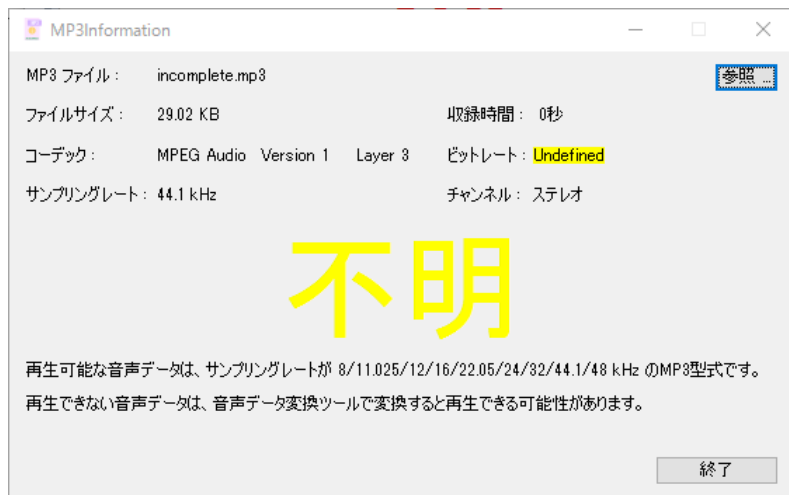 MP3Information
MP3 ファイル： incomplete.mp3 参照 ...
ファイルサイズ： 29.02 KB 収録時間： 0秒
コーデック： MPEG Audio Version 1 Layer 3 ビットレート： Undefined
サンプリングレート： 44.1 kHz チャンネル： ステレオ
不明
再生可能な音声データは、サンプリングレートが 8/11.025/12/16/22.05/24/32/44.1/48 kHz のMP3型式です。
再生できない音声データは、音声データ変換ツールで変換すると再生できる可能性があります。
終了